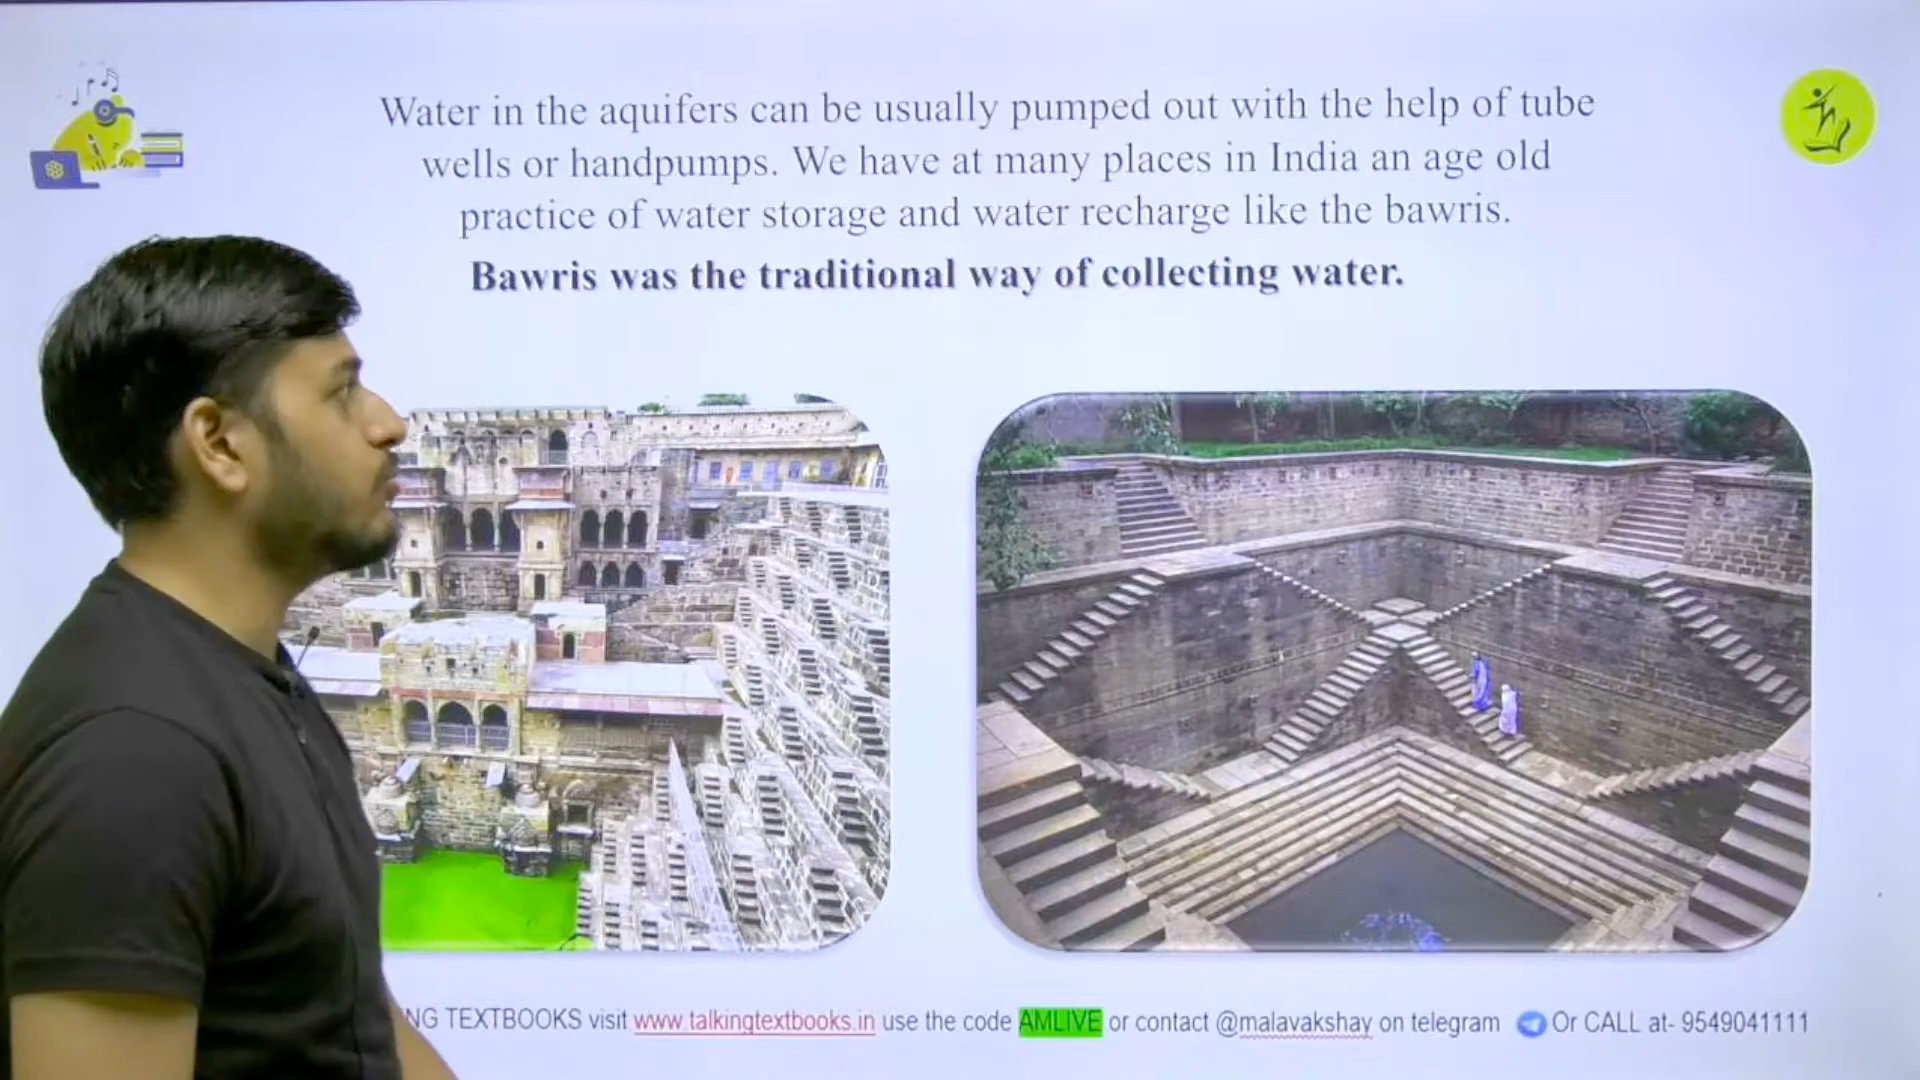 Water in the aquifers can be usually pumped out with the help of tube
wells or handpumps. We have at many places in India an age old
practice of water storage and water recharge like the bawris.
Bawris was the traditional way of collecting water.
NG TEXTBOOKS visit www.talkingtextbooks.in use the code AMLIVE or contact @malavakshay on telegram Or CALL at- 9549041111